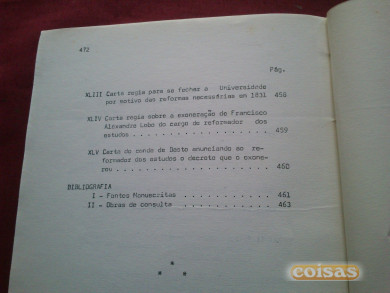 472
Pág.
XLIII Carta regia para se fechar a Universidade
por motivo das reformas necessárias em 1831 458
XLIV Carta regia sobre a exoneração de Francisco
Alexandre Lobo do cargo de reformador dos
estudos . . . . . . . . . . . . . . . . . . . 459
XLV Carta do conde de Basto anunciando ao re-
formador dos estudos o decreto que o exone-
rou . . . . . . . . . . . . . . . . . . . . . 460
BIBLIOGRAFIA
I - Fontes Manuscritas . . . . . . . . . . 461
II - Obras de consulta . . . . . . . . . . . 463
* * *
coisas